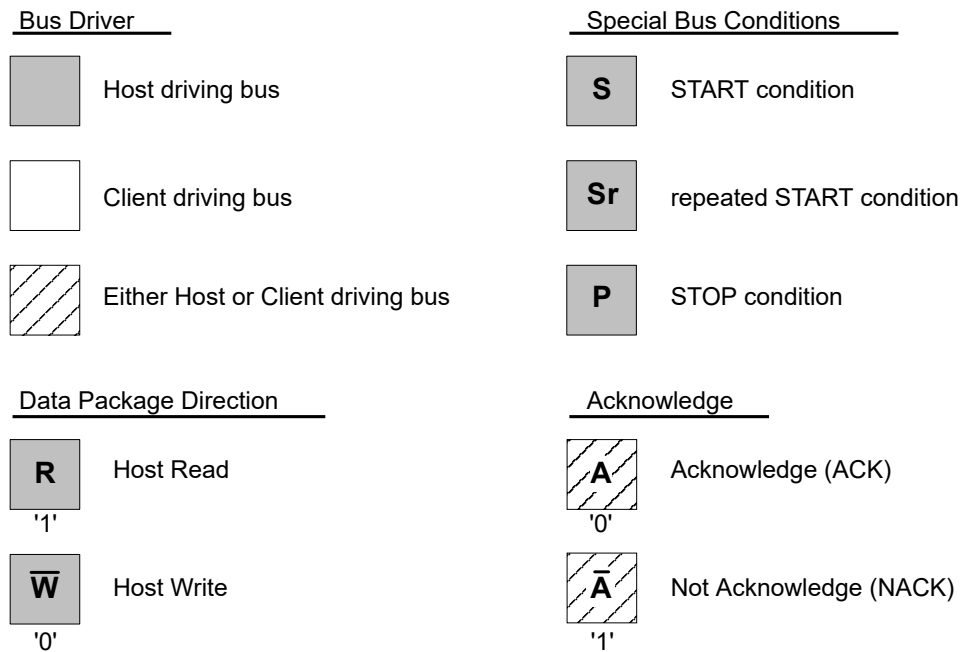 Bus Driver
Host driving bus
Client driving bus
Either Host or Client driving bus
Special Bus Conditions
S START condition
Sr repeated START condition
P STOP condition
Data Package Direction
R Host Read
'1'
W̅ Host Write
'0'
Acknowledge
A Acknowledge (ACK)
'0'
A̅ Not Acknowledge (NACK)
'1'